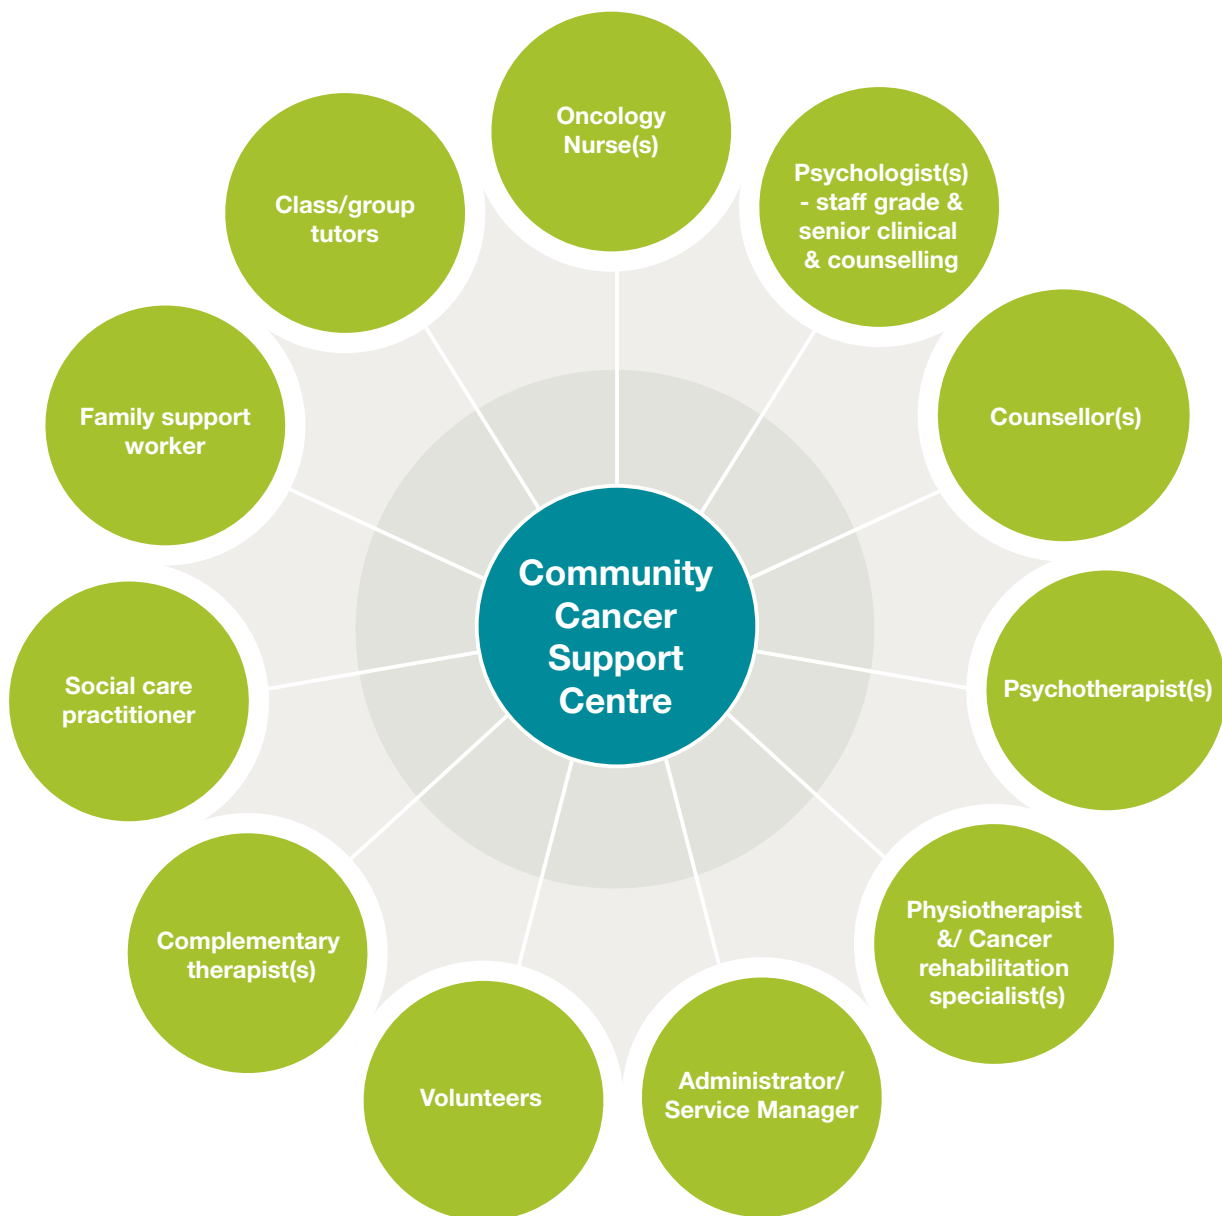 Oncology
Nurse(s)
Psychologist(s)
- staff grade &
senior clinical
& counselling
Counsellor(s)
Psychotherapist(s)
Physiotherapist
&/ Cancer
rehabilitation
specialist(s)
Administrator/
Service Manager
Volunteers
Complementary
therapist(s)
Social care
practitioner
Family support
worker
Class/group
tutors
Community
Cancer
Support
Centre